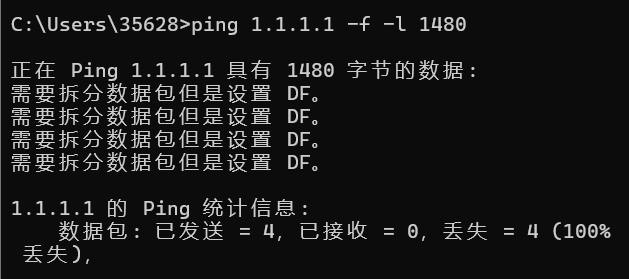 C:\Users\35628>ping 1.1.1.1 -f -l 1480
正在 Ping 1.1.1.1 具有 1480 字节的数据:
需要拆分数据包但是设置 DF。
需要拆分数据包但是设置 DF。
需要拆分数据包但是设置 DF。
需要拆分数据包但是设置 DF。
1.1.1.1 的 Ping 统计信息:
数据包: 已发送 = 4, 已接收 = 0, 丢失 = 4 (100%
丢失),